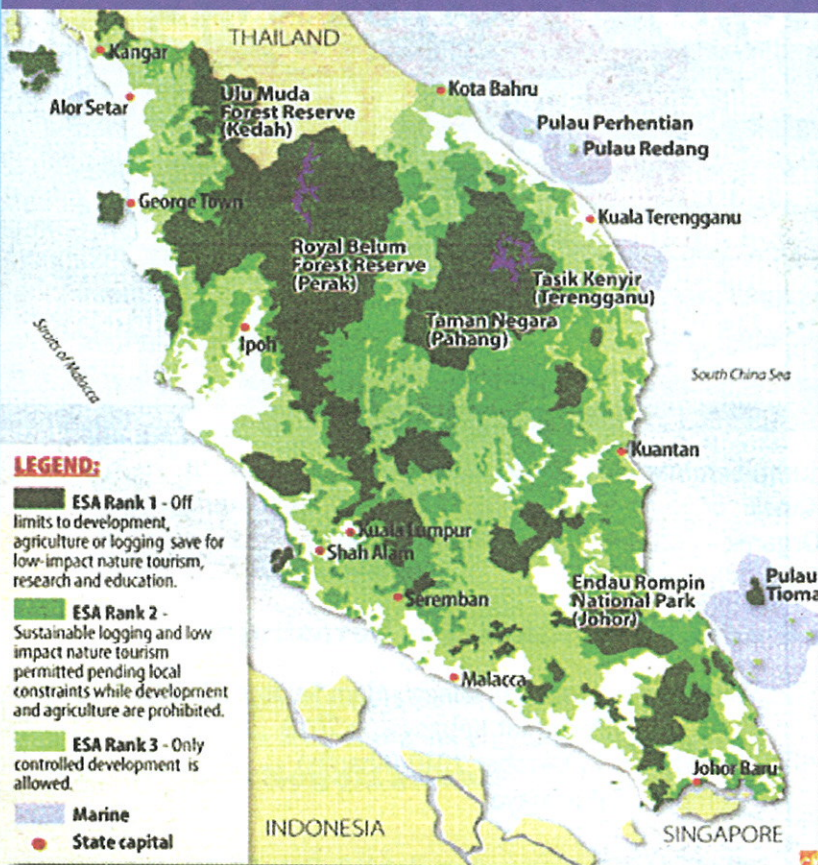 THAILAND
Kangar
Alor Setar
Ulu Muda
Forest Reserve
(Kedah)
Kota Bahru
Pulau Perhentian
Pulau Redang
George Town
Kuala Terengganu
Royal Belum
Forest Reserve
(Perak)
Tasik Kenyir
(Terengganu)
Taman Negara
(Pahang)
Ipoh
Straits of Malacca
South China Sea
Kuantan
Kuala Lumpur
Shah Alam
Seremban
Endau Rompin
National Park
(Johor)
Pulau
Tioma
Malacca
Johor Baru
INDONESIA
SINGAPORE
LEGEND:
ESA Rank 1 - Off
limits to development,
agriculture or logging save for
low-impact nature tourism,
research and education.
ESA Rank 2 -
Sustainable logging and low
impact nature tourism
permitted pending local
constraints while development
and agriculture are prohibited.
ESA Rank 3 - Only
controlled development is
allowed.
Marine
State capital